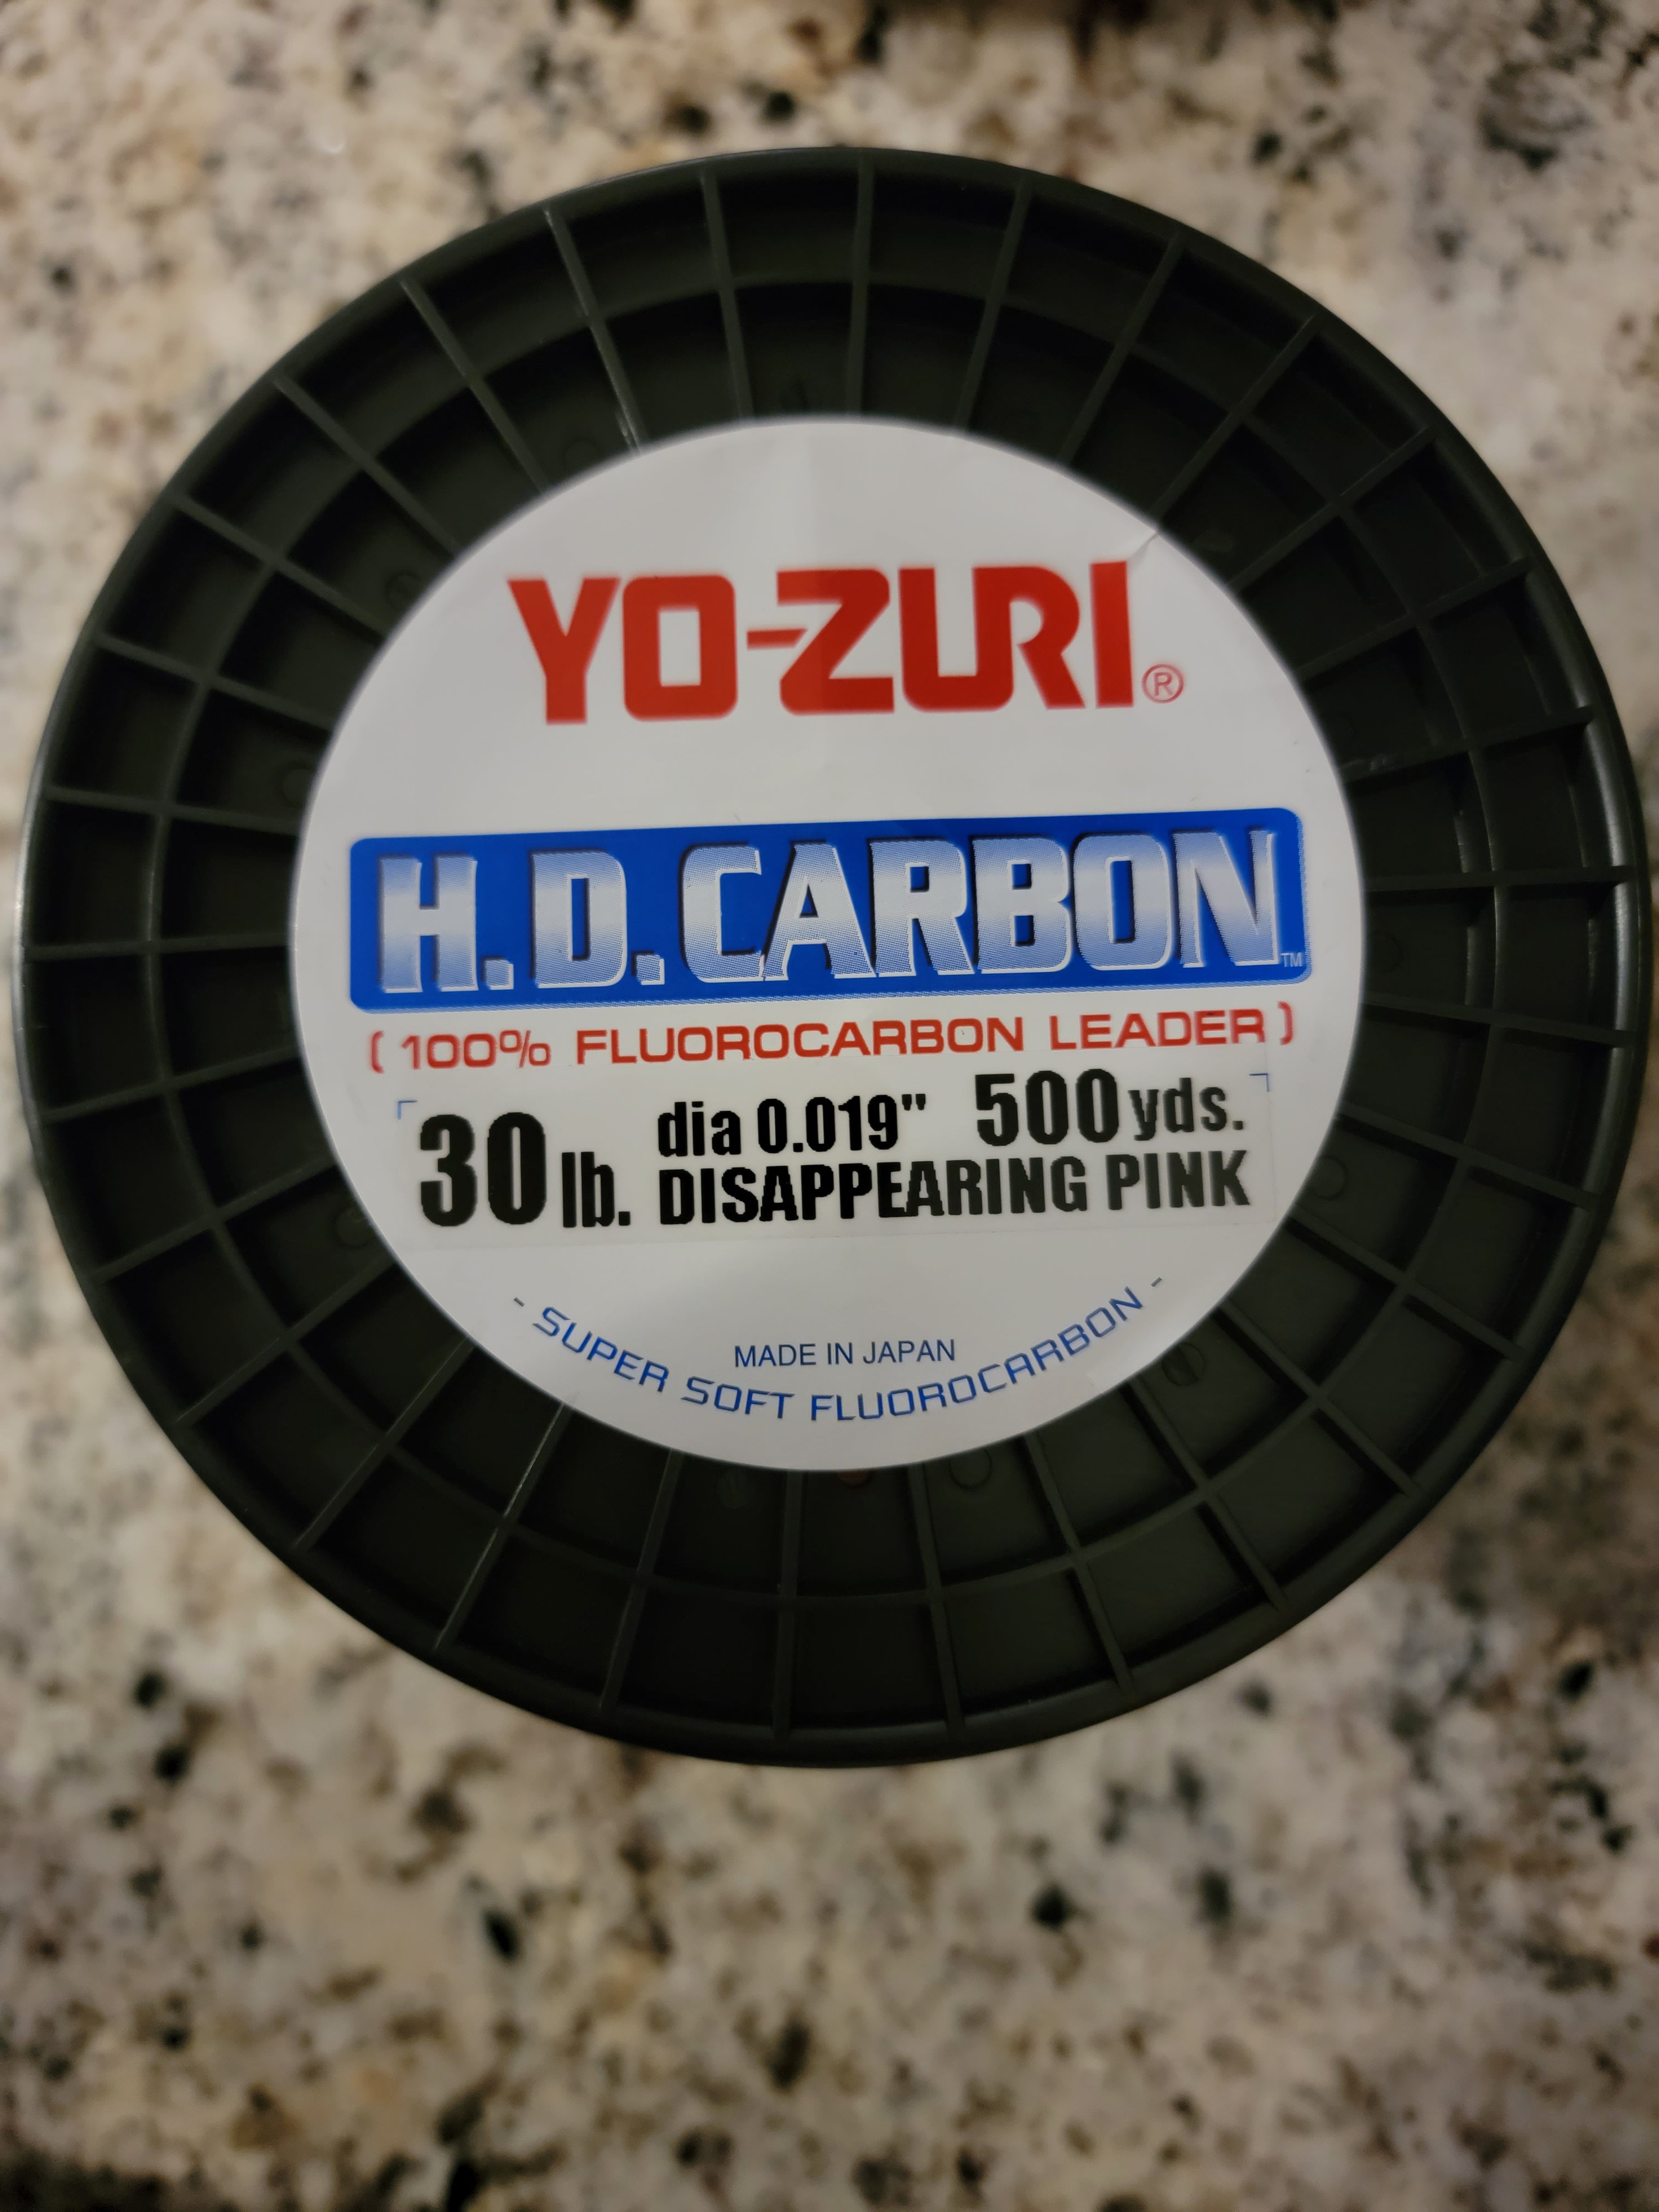 YO-ZURI®
H.D.CARBON™
(100% FLUOROCARBON LEADER)
30 lb. dia 0.019" 500 yds.
DISAPPEARING PINK
MADE IN JAPAN
- SUPER SOFT FLUOROCARBON -